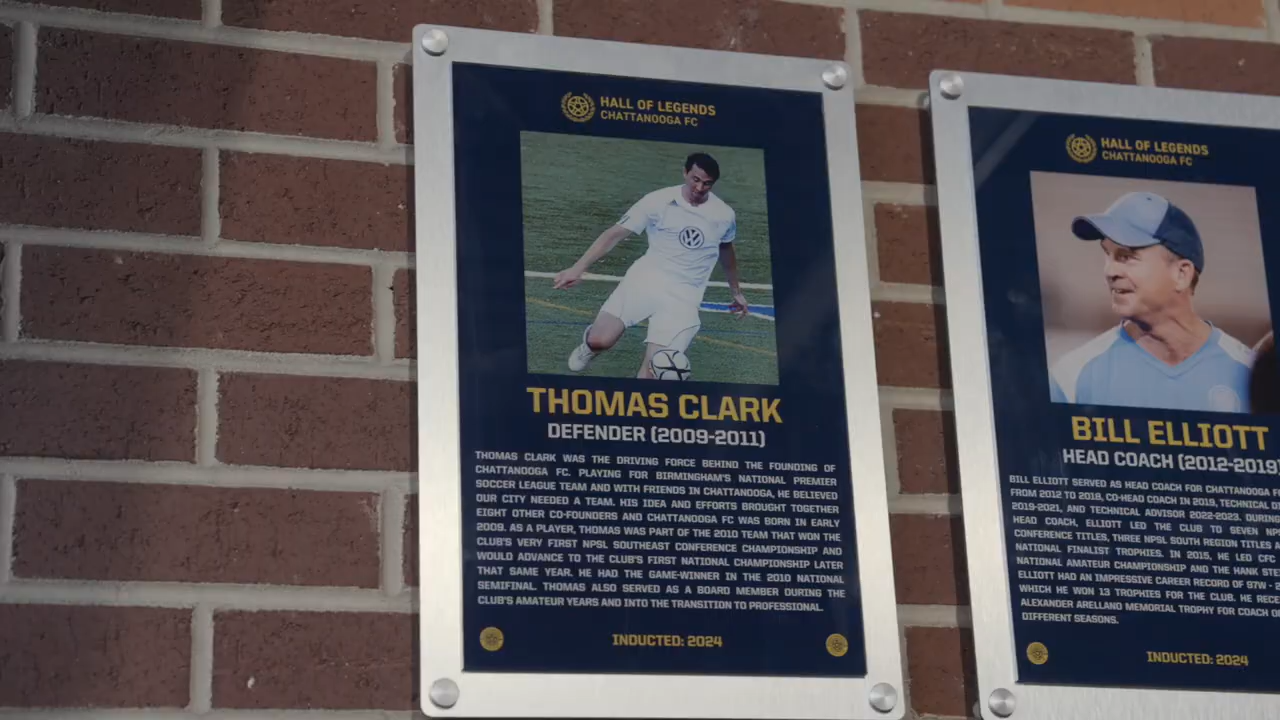 HALL OF LEGENDS
CHATTANOOGA FC
THOMAS CLARK
DEFENDER (2009-2011)
THOMAS CLARK WAS THE DRIVING FORCE BEHIND THE FOUNDING OF
CHATTANOOGA FC. PLAYING FOR BIRMINGHAM'S NATIONAL PREMIER
SOCCER LEAGUE TEAM AND WITH FRIENDS IN CHATTANOOGA, HE BELIEVED
OUR CITY NEEDED A TEAM. HIS IDEA AND EFFORTS BROUGHT TOGETHER
EIGHT OTHER CO-FOUNDERS AND CHATTANOOGA FC WAS BORN IN EARLY
2009. AS A PLAYER, THOMAS WAS PART OF THE 2010 TEAM THAT WON THE
CLUB'S VERY FIRST NPSL SOUTHEAST CONFERENCE CHAMPIONSHIP AND
WOULD ADVANCE TO THE CLUB'S FIRST NATIONAL CHAMPIONSHIP LATER
THAT SAME YEAR. HE HAD THE GAME-WINNER IN THE 2010 NATIONAL
SEMIFINAL. THOMAS ALSO SERVED AS A BOARD MEMBER DURING THE
CLUB'S AMATEUR YEARS AND INTO THE TRANSITION TO PROFESSIONAL.
INDUCTED: 2024
HALL OF LEGENDS
CHATTANOOGA FC
BILL ELLIOTT
HEAD COACH (2012-2019)
BILL ELLIOTT SERVED AS HEAD COACH FOR CHATTANOOGA
FROM 2012 TO 2018, CO-HEAD COACH IN 2019, TECHNICAL
2019-2021, AND TECHNICAL ADVISOR 2022-2023. DURING
HEAD COACH, ELLIOTT LED THE CLUB TO SEVEN
CONFERENCE TITLES, THREE NPSL SOUTH REGION TITLES
NATIONAL FINALIST TROPHIES. IN 2015, HE LED CFC
NATIONAL AMATEUR CHAMPIONSHIP AND THE HANK
ELLIOTT HAD AN IMPRESSIVE CAREER RECORD OF 97W -
WHICH HE WON 13 TROPHIES FOR THE CLUB. HE
ALEXANDER ARELLANO MEMORIAL TROPHY FOR COACH
DIFFERENT SEASONS.
INDUCTED: 2024